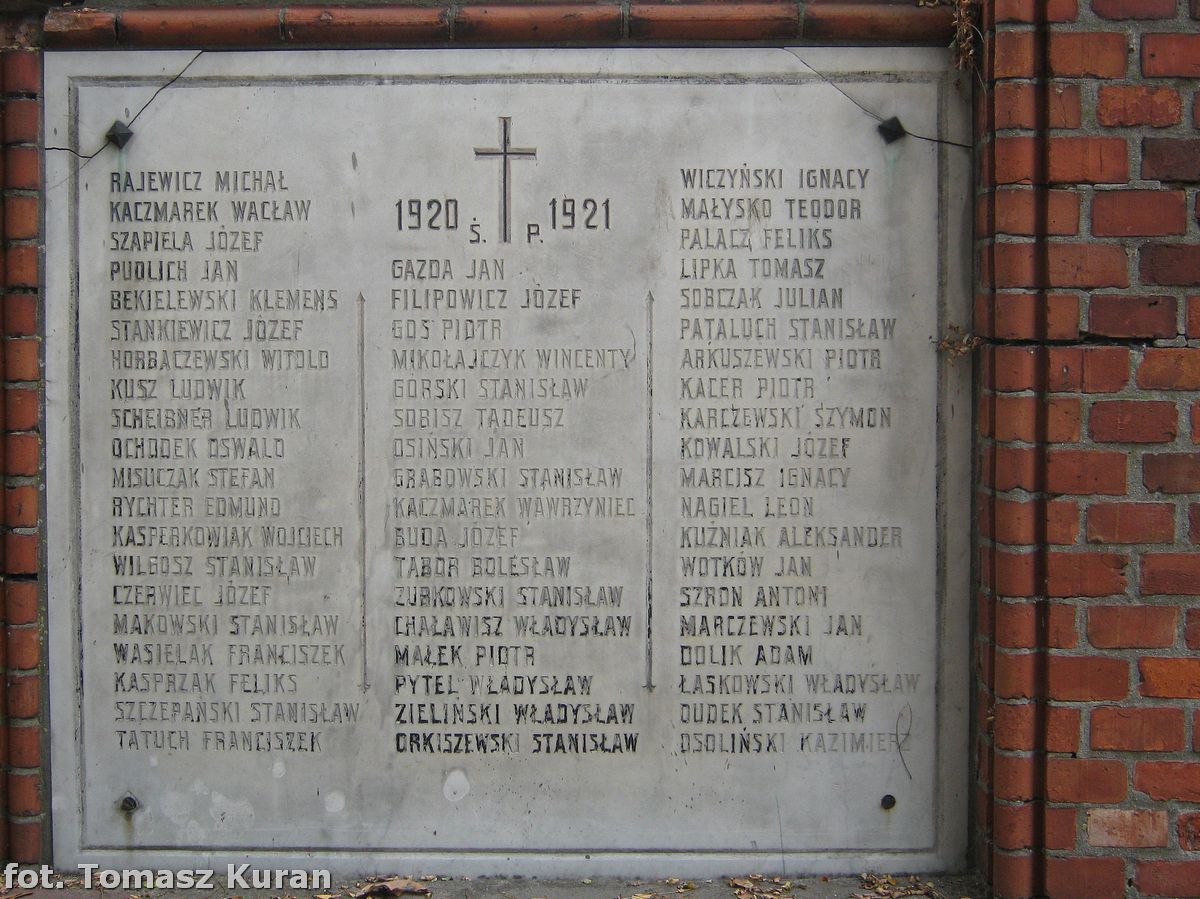 RAJEWICZ MICHAŁ
KACZMAREK WACŁAW
SZAPIELA JÓZEF
PUDLICH JAN
BEKIELEWSKI KLEMENS
STANKIEWICZ JÓZEF
HORBACZEWSKI WITOLD
KUSZ LUDWIK
SCHEIBNER LUDWIK
OCHODEK OSWALD
MISUCZAK STEFAN
RYCHTER EDMUND
KASPERKOWIAK WOJCIECH
WILGOSZ STANISŁAW
CZERWIEC JÓZEF
MAKOWSKI STANISŁAW
WASIELAK FRANCISZEK
KASPRZAK FELIKS
SZCZEPAŃSKI STANISŁAW
TATUCH FRANCISZEK
1920 Ś. P. 1921
GAZDA JAN
FILIPOWICZ JÓZEF
GOŚ PIOTR
MIKOŁAJCZYK WINCENTY
GÓRSKI STANISŁAW
SOBISZ TADEUSZ
OSIŃSKI JAN
GRABOWSKI STANISŁAW
KACZMAREK WAWRZYNIEC
BUDA JÓZEF
TABOR BOLESŁAW
ZUBKOWSKI STANISŁAW
CHAŁAWISZ WŁADYSŁAW
MAŁEK PIOTR
PYTEL WŁADYSŁAW
ZIELIŃSKI WŁADYSŁAW
ORKISZEWSKI STANISŁAW
WICZYŃSKI IGNACY
MAŁYSKO TEODOR
PALACZ FELIKS
LIPKA TOMASZ
SOBCZAK JULIAN
PATALUCH STANISŁAW
ARKUSZEWSKI PIOTR
KACER PIOTR
KARCZEWSKI SZYMON
KOWALSKI JÓZEF
MARCISZ IGNACY
NAGIEL LEON
KUŹNIAK ALEKSANDER
WOTKÓW JAN
SZRON ANTONI
MARCZEWSKI JAN
DOLIK ADAM
ŁASKOWSKI WŁADYSŁAW
DUDEK STANISŁAW
OSOLIŃSKI KAZIMIERZ
fot. Tomasz Kuran